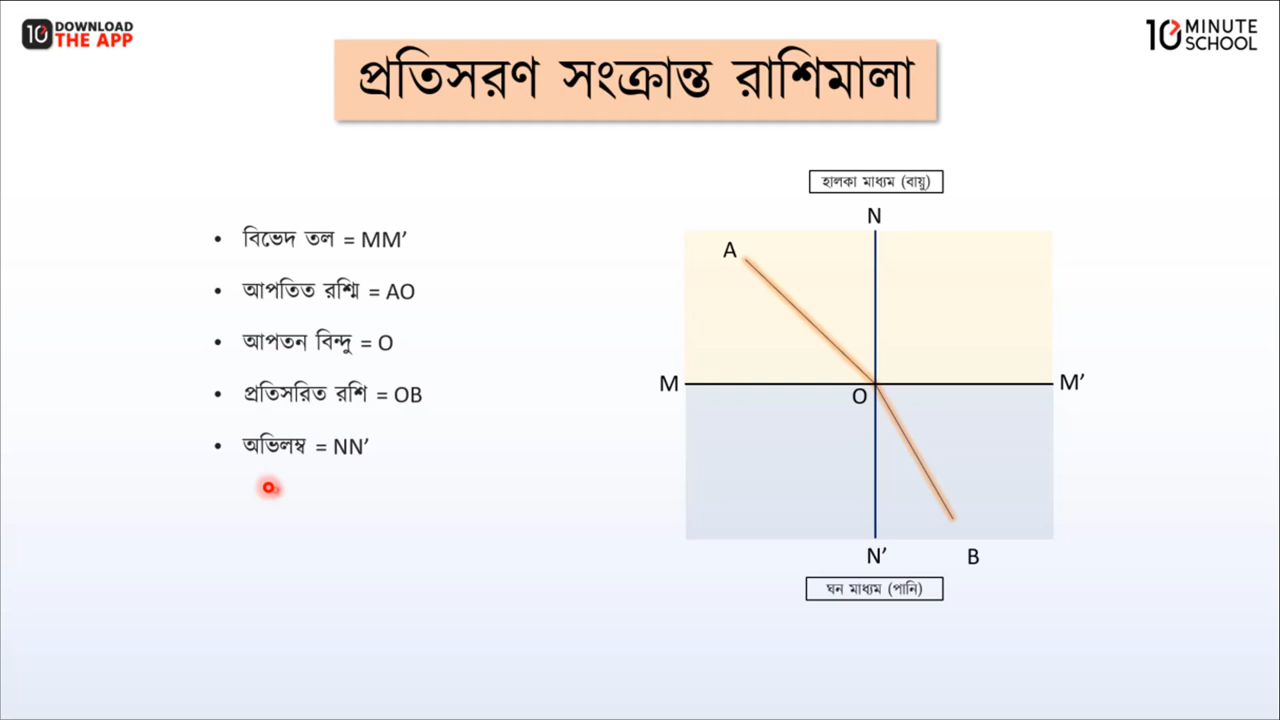 DOWNLOAD
THE APP
10 MINUTE
SCHOOL
প্রতিসরণ সংক্রান্ত রাশিমালা
• বিভেদ তল = MM’
• আপতিত রশ্মি = AO
• আপতন বিন্দু = O
• প্রতিসরিত রশি = OB
• অভিলম্ব = NN’
হালকা মাধ্যম (বায়ু)
N
A
M
M’
O
N’
B
ঘন মাধ্যম (পানি)